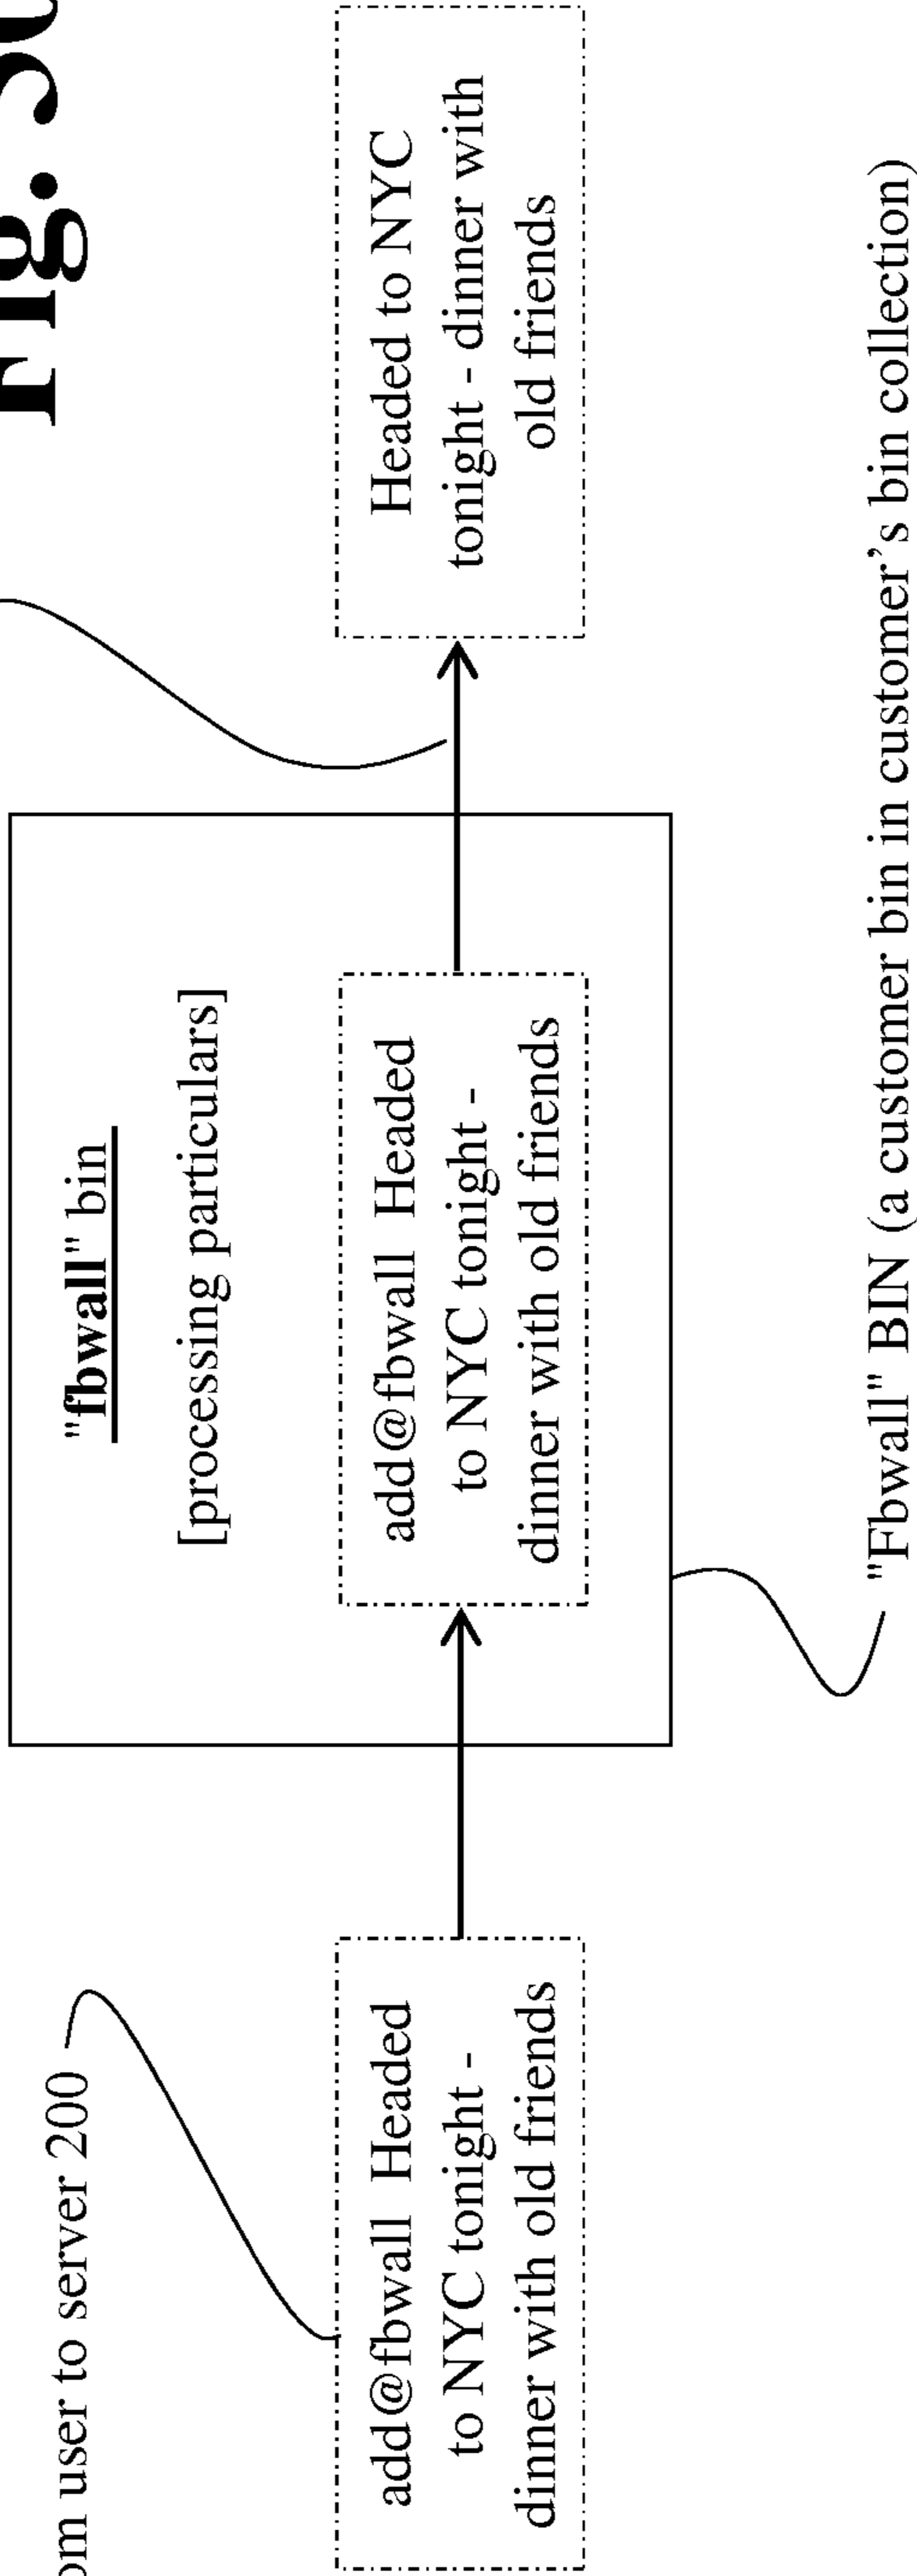 Fig.
om user to server 200
"fbwall" bin
[processing particulars]
add@fbwall Headed
to NYC tonight -
dinner with old friends
add@fbwall Headed
to NYC tonight -
dinner with old friends
Headed to NYC
tonight - dinner with
old friends
"Fbwall" BIN (a customer bin in customer's bin collection)